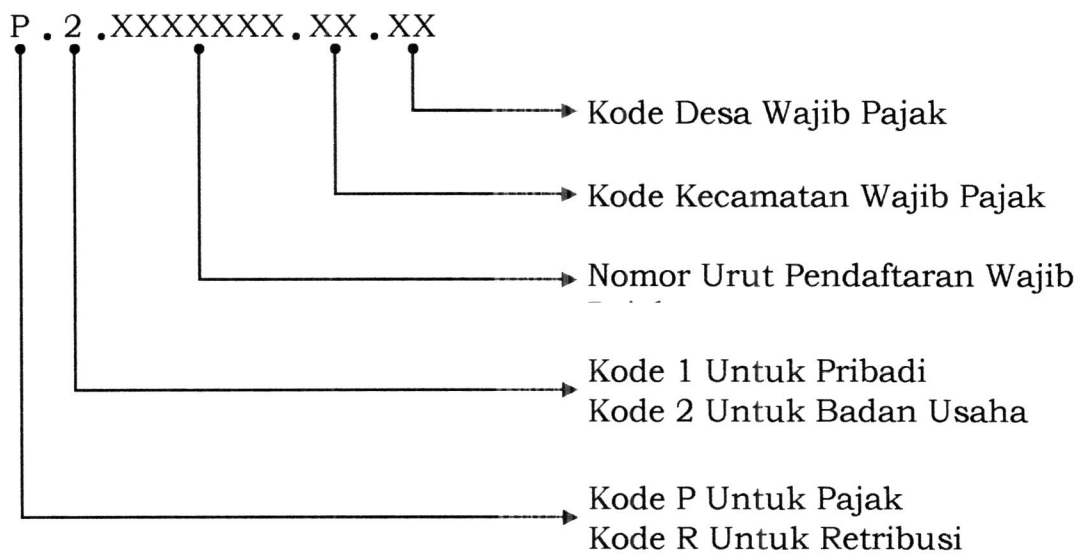 P.2.XXXXXXX.XX.XX
Kode Desa Wajib Pajak
Kode Kecamatan Wajib Pajak
Nomor Urut Pendaftaran Wajib
Kode 1 Untuk Pribadi
Kode 2 Untuk Badan Usaha
Kode P Untuk Pajak
Kode R Untuk Retribusi